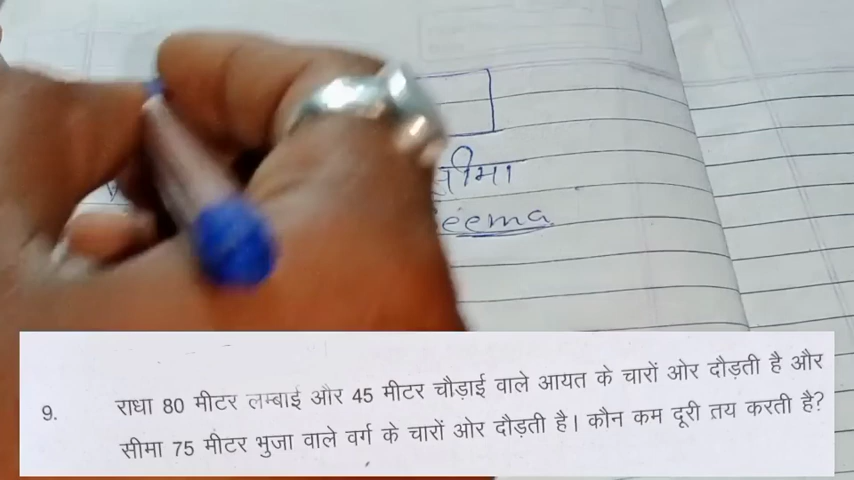 सीमा
eema
9. राधा 80 मीटर लम्बाई और 45 मीटर चौड़ाई वाले आयत के चारों ओर दौड़ती है और
सीमा 75 मीटर भुजा वाले वर्ग के चारों ओर दौड़ती है। कौन कम दूरी तय करती है?